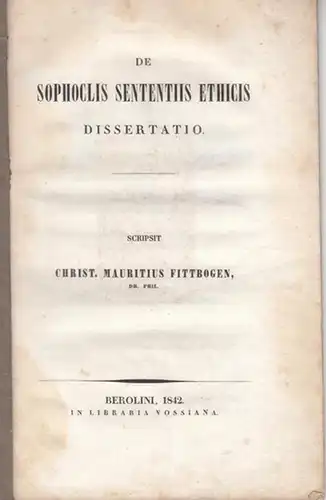 DE
SOPHOCLIS SENTENTIIS ETHICIS
DISSERTATIO.
SCRIPSIT
CHRIST. MAURITIUS FITTBOGEN,
DR. PHIL.
BEROLINI, 1842.
IN LIBRARIA VOSSIANA.